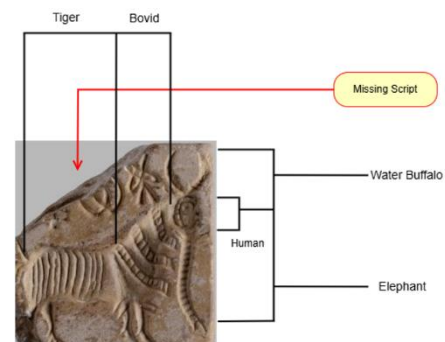 Tiger Bovid
Missing Script
Water Buffalo
Human
Elephant